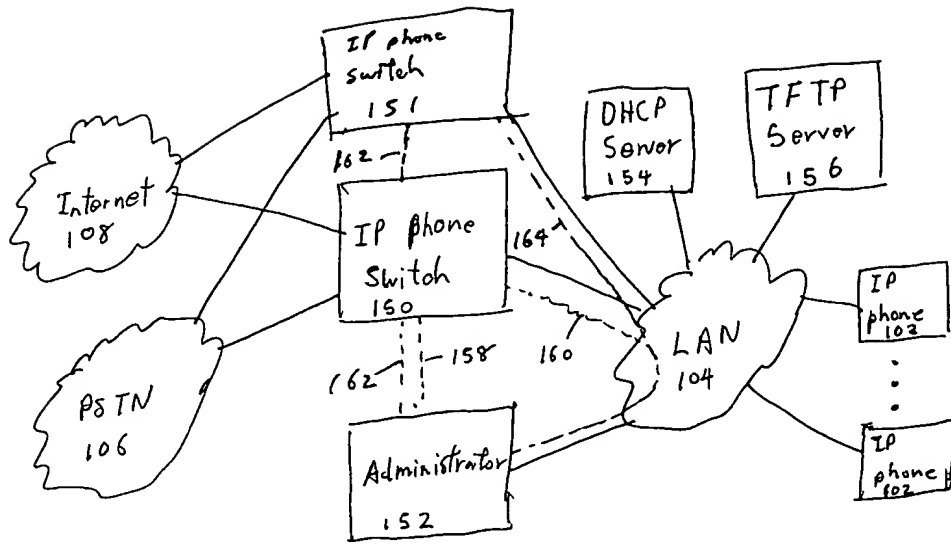 IP phone
switch
151
DHCP
Server
154
TFTP
Server
156
162
Internet
108
IP phone
Switch
150
164
IP
phone
102
LAN
104
160
162
158
PSTN
106
Administrator
152
IP
phone
102